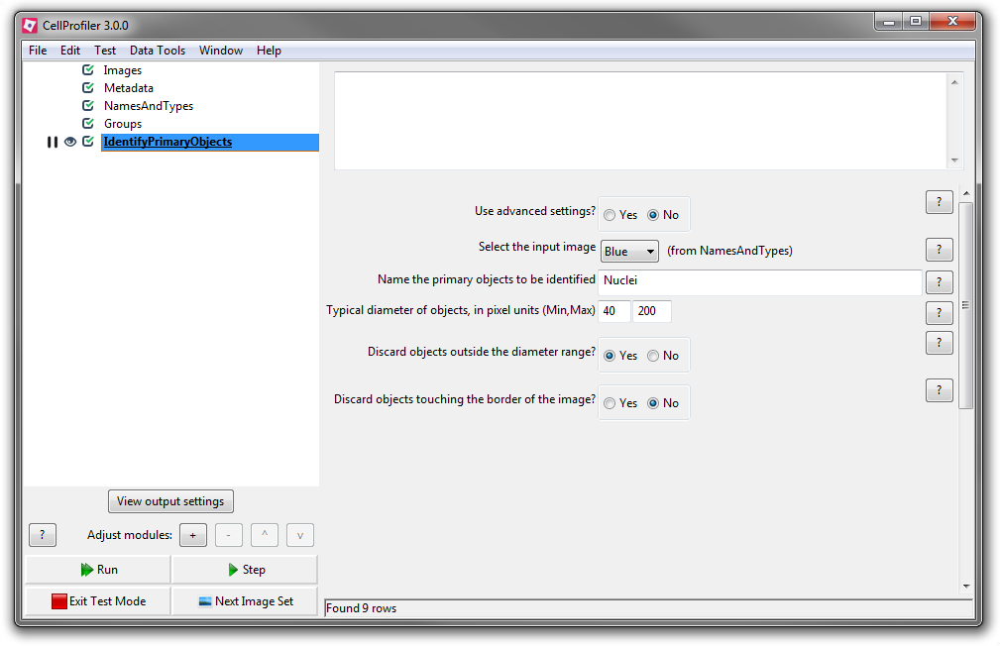 CellProfiler 3.0.0
File Edit Test Data Tools Window Help
Images
Metadata
NamesAndTypes
Groups
IdentifyPrimaryObjects
Use advanced settings? Yes No ?
Select the input image Blue (from NamesAndTypes) ?
Name the primary objects to be identified Nuclei ?
Typical diameter of objects, in pixel units (Min,Max) 40 200 ?
Discard objects outside the diameter range? Yes No ?
Discard objects touching the border of the image? Yes No ?
View output settings
? Adjust modules: + - ^ v
Run Step
Exit Test Mode Next Image Set
Found 9 rows